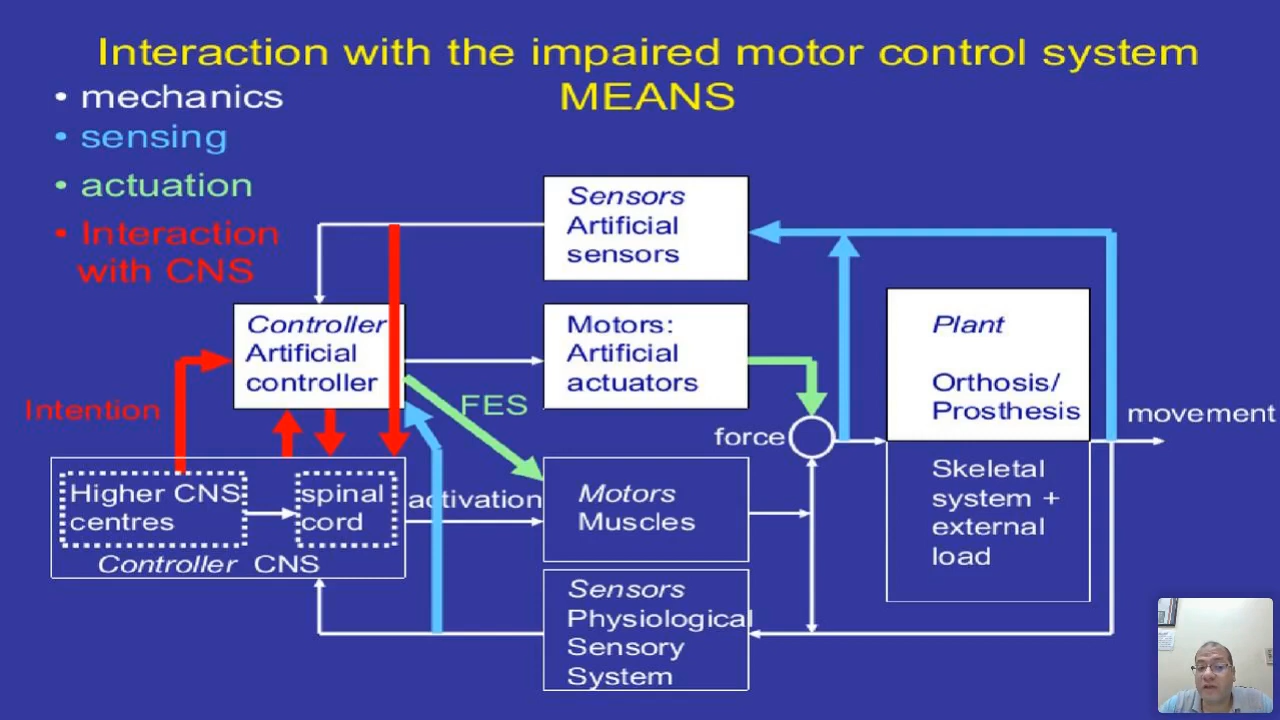 Interaction with the impaired motor control system
MEANS
• mechanics
• sensing
• actuation
• Interaction
with CNS
Sensors
Artificial
sensors
Controller
Artificial
controller
Motors:
Artificial
actuators
Plant
Orthosis/
Prosthesis
Intention
FES
force
movement
Higher CNS
centres
spinal
cord
Controller CNS
activation
Motors
Muscles
Skeletal
system +
external
load
Sensors
Physiological
Sensory
System